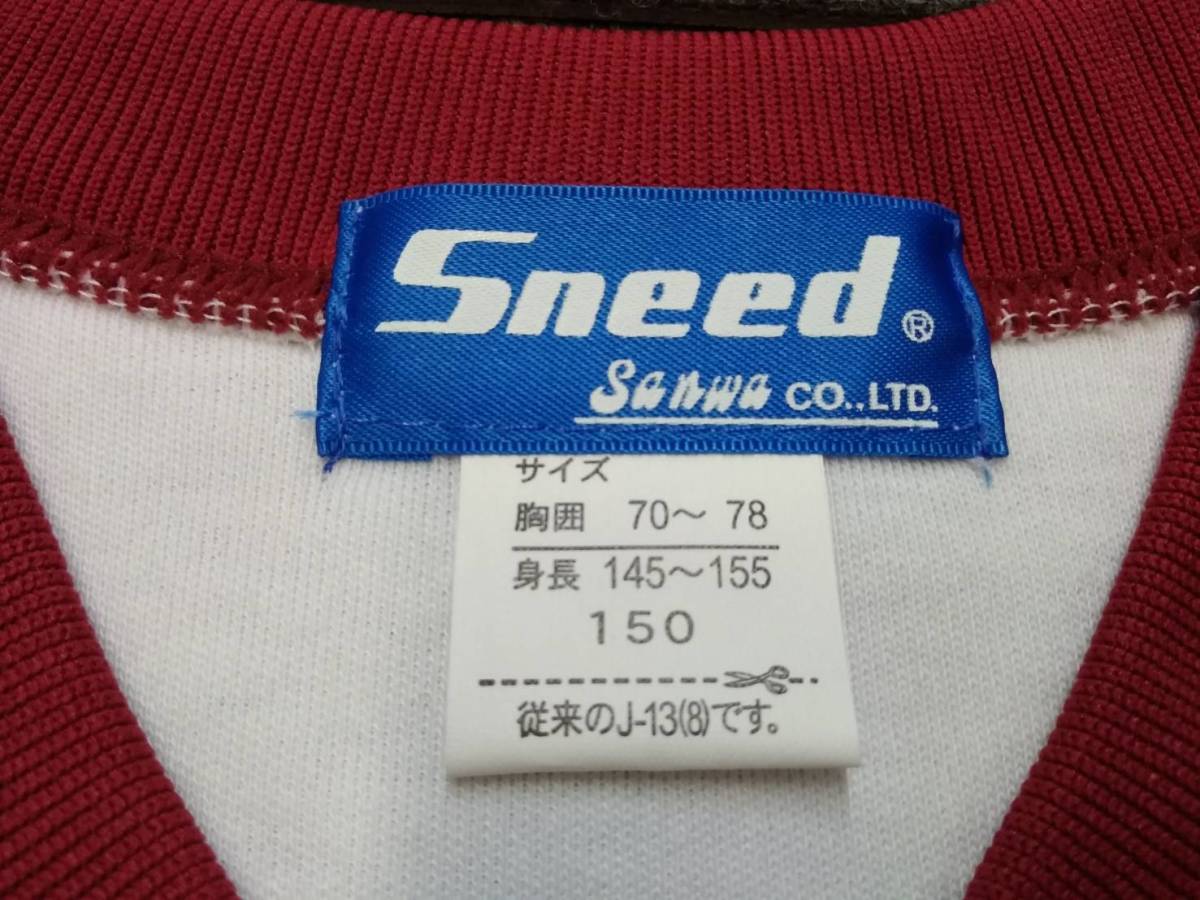 Sneed®
Sanwa CO.,LTD.
サイズ
胸囲 70～ 78
身長 145～155
150
従来のJ-13(8)です。